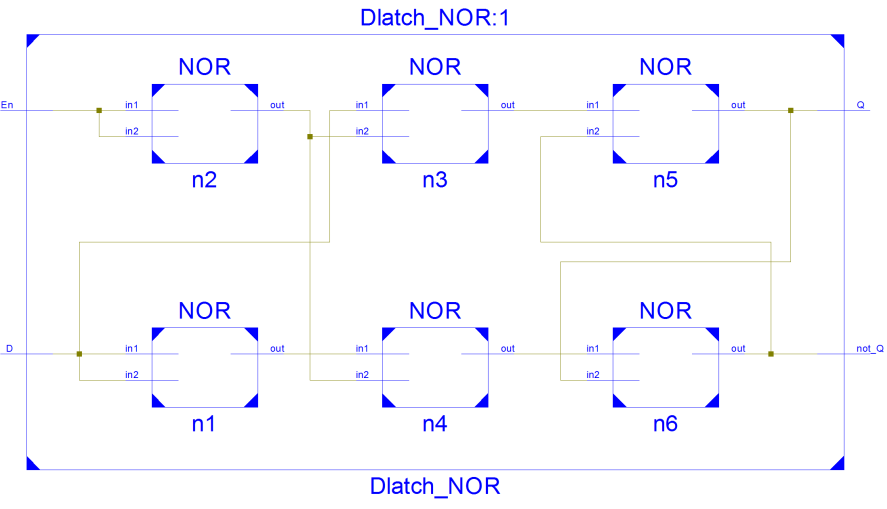 Dlatch_NOR:1
NOR NOR NOR
En in1 out in1 out in1 out Q
in2 in2 in2
n2 n3 n5
NOR NOR NOR
D in1 out in1 out in1 out not_Q
in2 in2 in2
n1 n4 n6
Dlatch_NOR